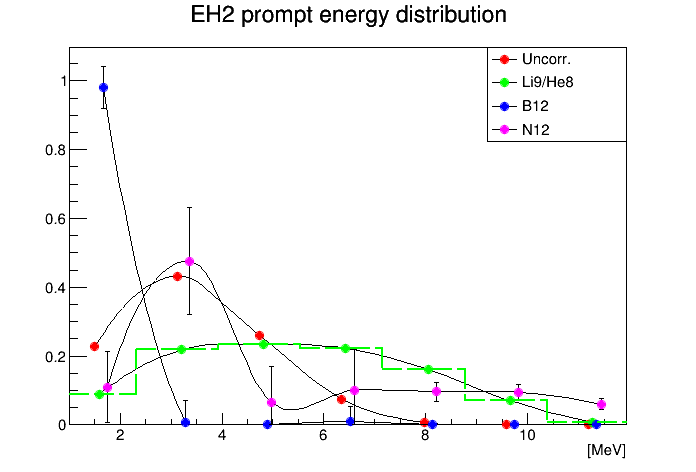 EH2 prompt energy distribution
Uncorr.
Li9/He8
B12
N12
1
0.8
0.6
0.4
0.2
0
2 4 6 8 10
[MeV]